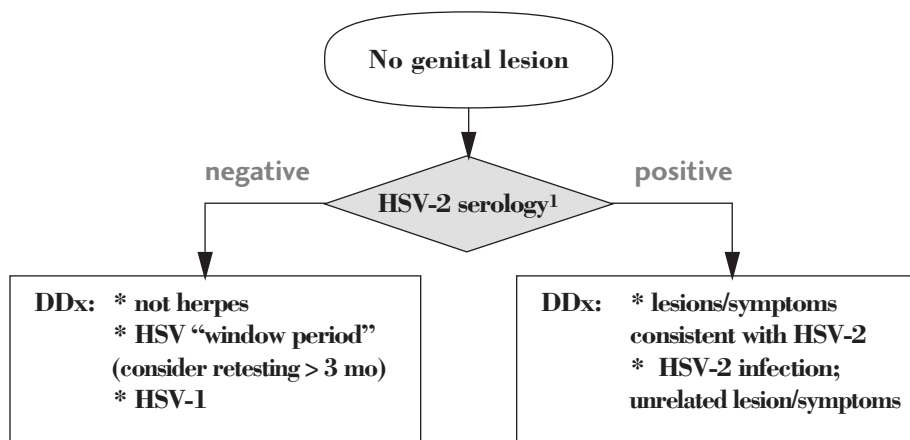 No genital lesion
negative
positive
HSV-2 serology1
DDx: * not herpes
* HSV “window period”
(consider retesting > 3 mo)
* HSV-1
DDx: * lesions/symptoms
consistent with HSV-2
* HSV-2 infection;
unrelated lesion/symptoms